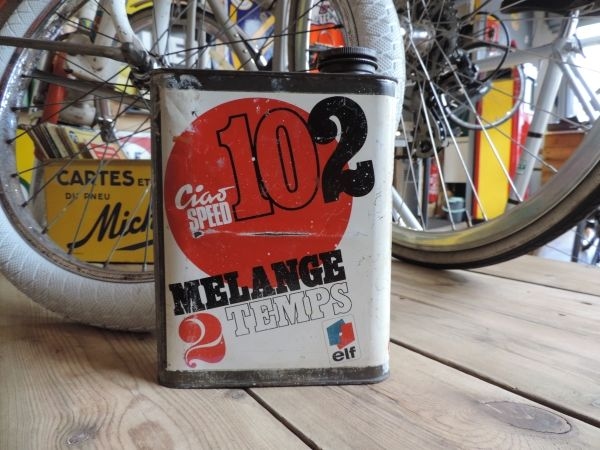 102
Ciao
SPEED
MELANGE
2 TEMPS
elf
CARTES ET
DU PNEU
Mich